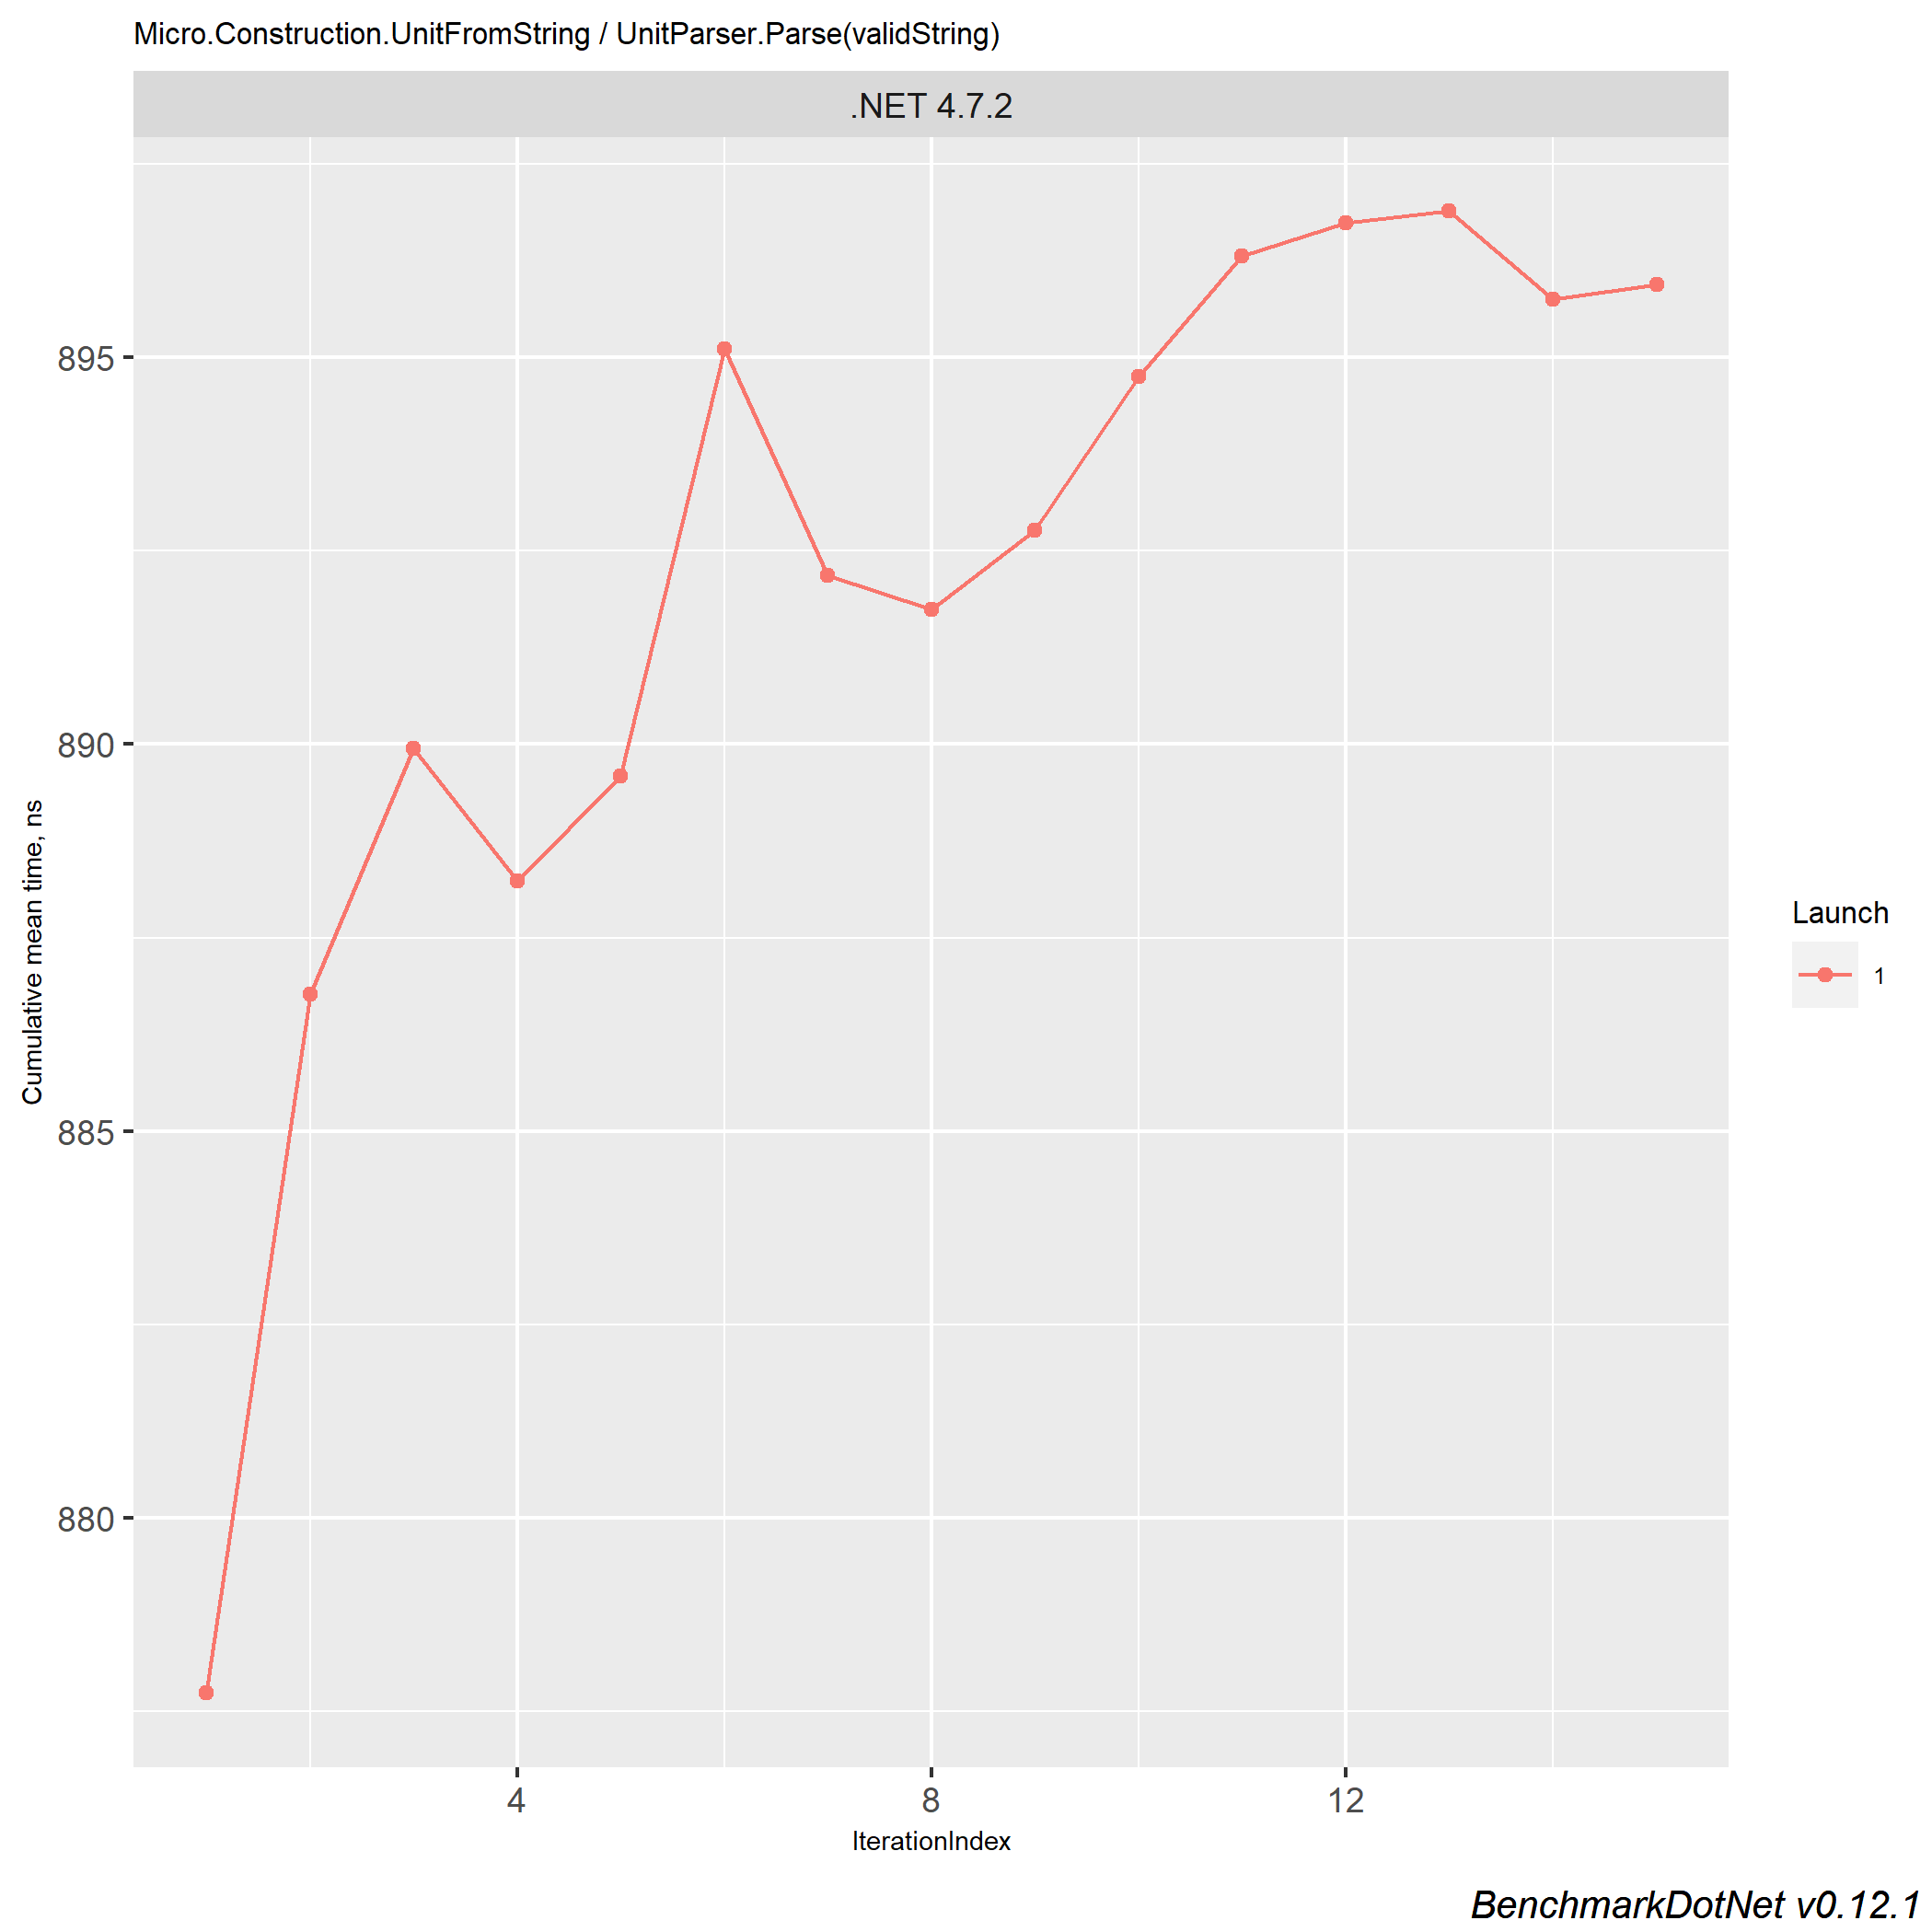 Micro.Construction.UnitFromString / UnitParser.Parse(validString)
.NET 4.7.2
895
890
885
880
Cumulative mean time, ns
4
8
12
IterationIndex
Launch
1
BenchmarkDotNet v0.12.1